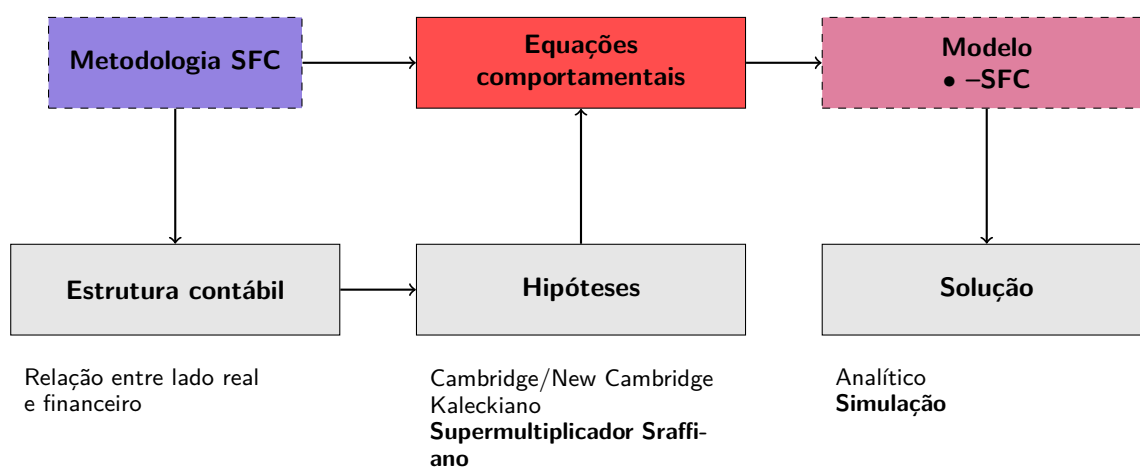 Metodologia SFC
Equações
comportamentais
Modelo
• –SFC
Estrutura contábil
Hipóteses
Solução
Relação entre lado real
e financeiro
Cambridge/New Cambridge
Kaleckiano
Supermultiplicador Sraffi-
ano
Analítico
Simulação